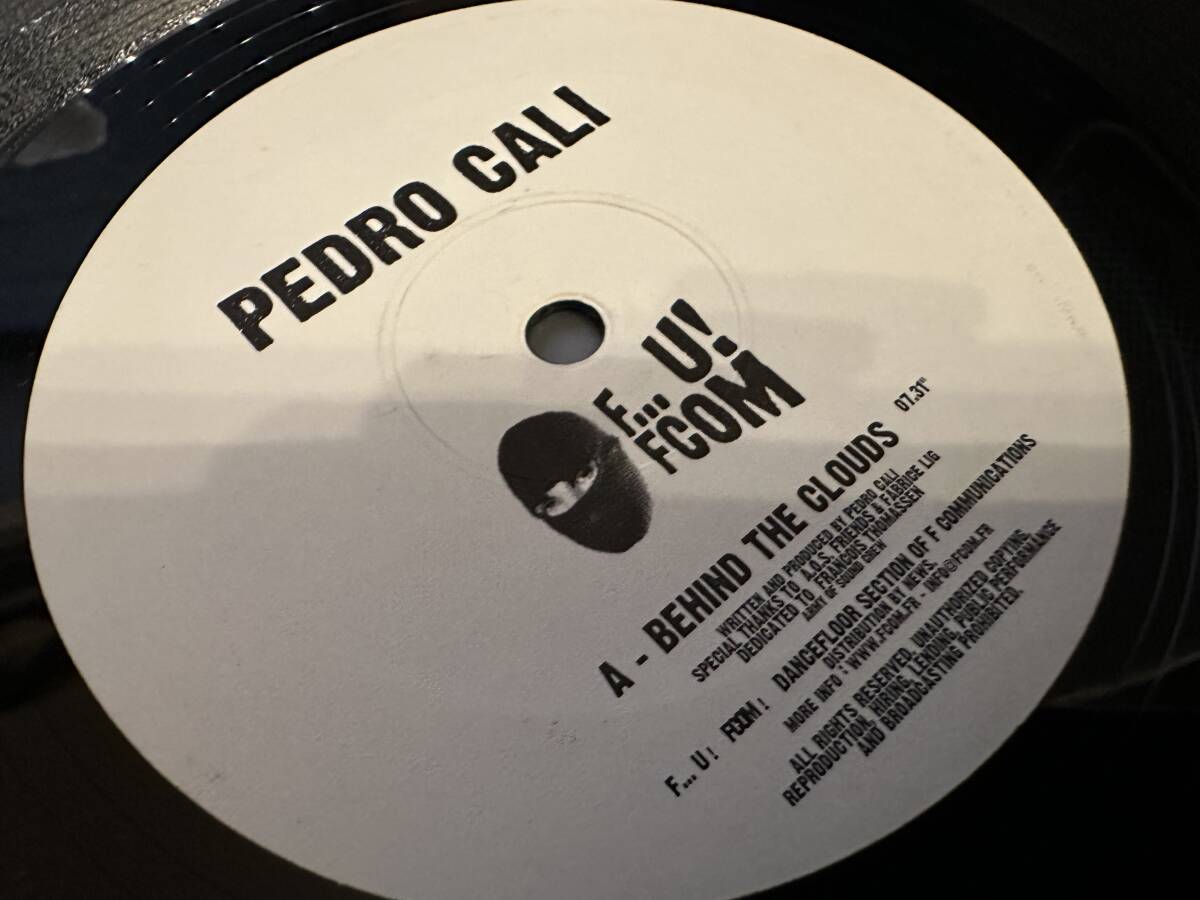 PEDRO CALI
F... U!
FCOM
A - BEHIND THE CLOUDS 07.31"
WRITTEN AND PRODUCED BY PEDRO CALI
SPECIAL THANKS TO A.O.S. FRIENDS & FABRICE LIG
DEDICATED TO FRANCOIS THOMASSEN
ARMY OF SOUND CREW
F... U! FCOM! DANCEFLOOR SECTION OF F COMMUNICATIONS
DISTRIBUTION BY NEWS.
MORE INFO : WWW.FCOM.FR - INFO@FCOM.FR
ALL RIGHTS RESERVED. UNAUTHORIZED COPYING
REPRODUCTION, HIRING, LENDING, PUBLIC PERFORMANSE
AND BROADCASTING PROHIBITED.